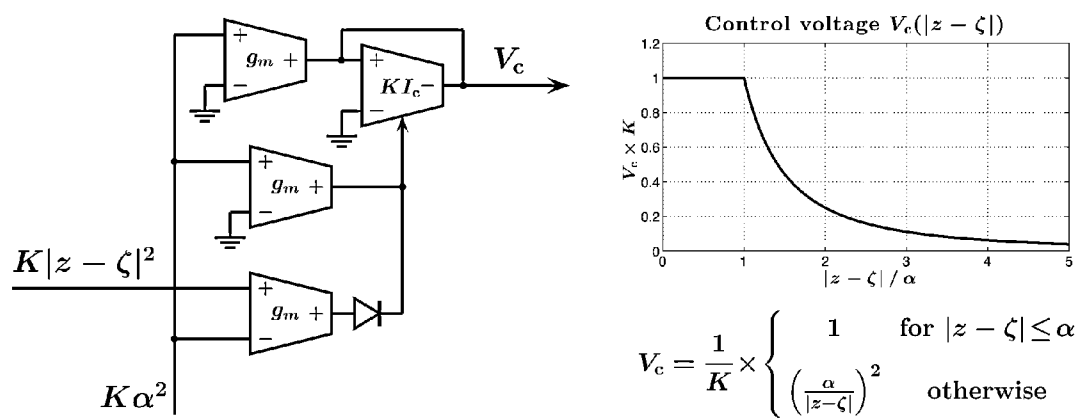 +
g_m +
−
+
KI_c −
−
V_c
+
g_m +
−
K|z − ζ|²
+
g_m +
−
Kα²
Control voltage V_c(|z − ζ|)
V_c × K
1.2
1
0.8
0.6
0.4
0.2
0
0 1 2 3 4 5
|z − ζ| / α
V_c = 1/K × { 1 for |z − ζ| ≤ α
(α/|z−ζ|)² otherwise